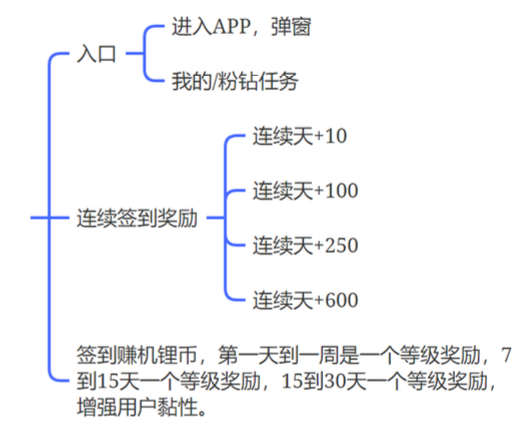 进入APP，弹窗
入口
我的/粉钻任务
连续天+10
连续天+100
连续签到奖励
连续天+250
连续天+600
签到赚机锂币，第一天到一周是一个等级奖励，7
到15天一个等级奖励，15到30天一个等级奖励，
增强用户黏性。